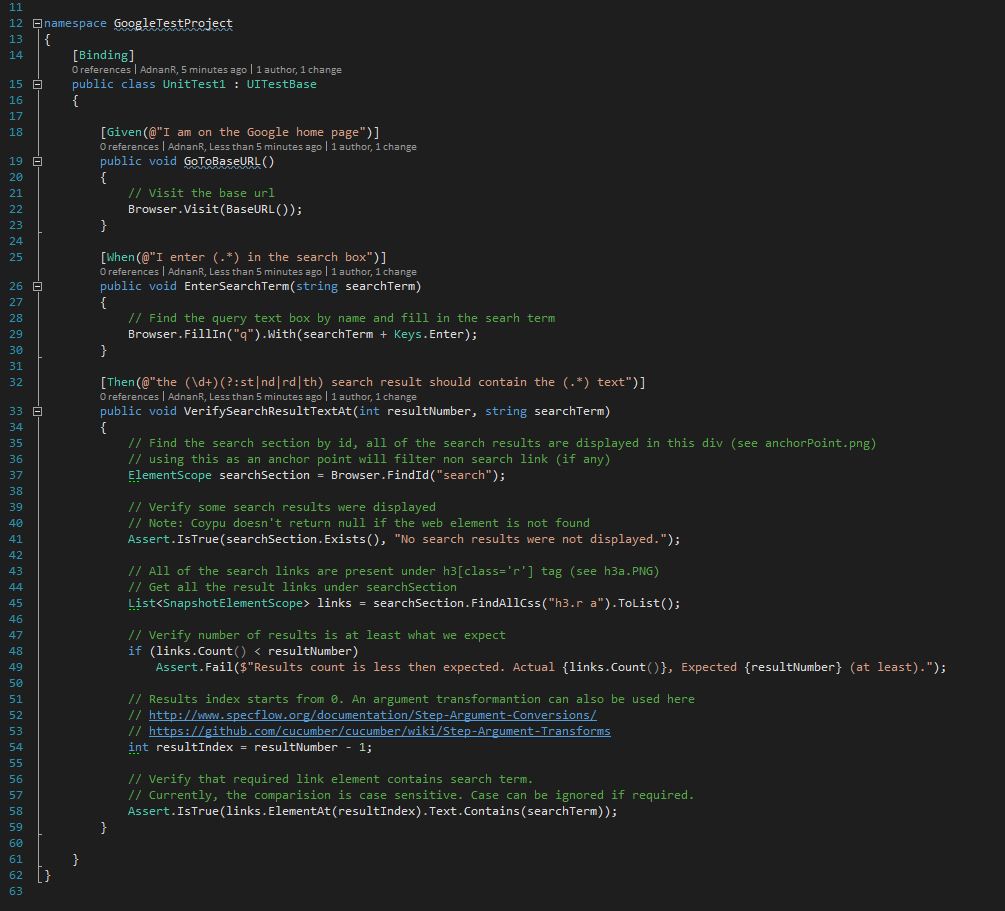 11
12 namespace GoogleTestProject
13 {
14 [Binding]
0 references | AdnanR, 5 minutes ago | 1 author, 1 change
15 public class UnitTest1 : UITestBase
16 {
17
18 [Given(@"I am on the Google home page")]
0 references | AdnanR, Less than 5 minutes ago | 1 author, 1 change
19 public void GoToBaseURL()
20 {
21 // Visit the base url
22 Browser.Visit(BaseURL());
23 }
24
25 [When(@"I enter (.*) in the search box")]
0 references | AdnanR, Less than 5 minutes ago | 1 author, 1 change
26 public void EnterSearchTerm(string searchTerm)
27 {
28 // Find the query text box by name and fill in the searh term
29 Browser.FillIn("q").With(searchTerm + Keys.Enter);
30 }
31
32 [Then(@"the (\d+)(?:st|nd|rd|th) search result should contain the (.*) text")]
0 references | AdnanR, Less than 5 minutes ago | 1 author, 1 change
33 public void VerifySearchResultTextAt(int resultNumber, string searchTerm)
34 {
35 // Find the search section by id, all of the search results are displayed in this div (see anchorPoint.png)
36 // using this as an anchor point will filter non search link (if any)
37 ElementScope searchSection = Browser.FindId("search");
38
39 // Verify some search results were displayed
40 // Note: Coypu doesn't return null if the web element is not found
41 Assert.IsTrue(searchSection.Exists(), "No search results were not displayed.");
42
43 // All of the search links are present under h3[class='r'] tag (see h3a.PNG)
44 // Get all the result links under searchSection
45 List<SnapshotElementScope> links = searchSection.FindAllCss("h3.r a").ToList();
46
47 // Verify number of results is at least what we expect
48 if (links.Count() < resultNumber)
49 Assert.Fail($"Results count is less then expected. Actual {links.Count()}, Expected {resultNumber} (at least).");
50
51 // Results index starts from 0. An argument transformantion can also be used here
52 // http://www.specflow.org/documentation/Step-Argument-Conversions/
53 // https://github.com/cucumber/cucumber/wiki/Step-Argument-Transforms
54 int resultIndex = resultNumber - 1;
55
56 // Verify that required link element contains search term.
57 // Currently, the comparision is case sensitive. Case can be ignored if required.
58 Assert.IsTrue(links.ElementAt(resultIndex).Text.Contains(searchTerm));
59 }
60
61 }
62 }
63